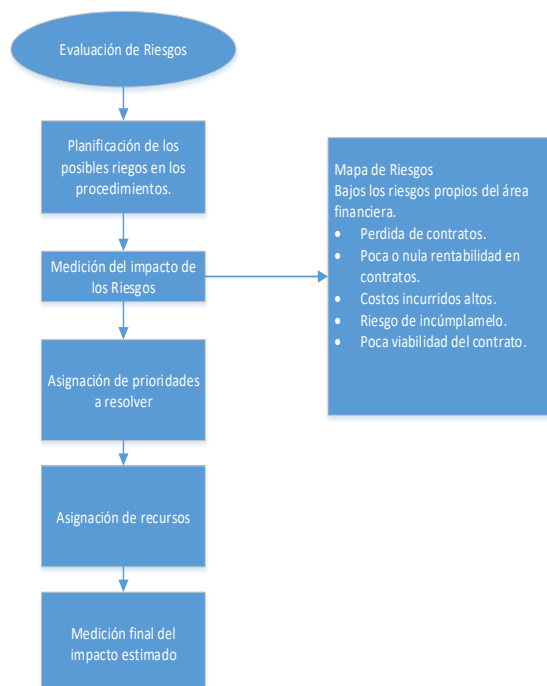 Evaluación de Riesgos
Planificación de los
posibles riegos en los
procedimientos.
Medición del impacto de
los Riesgos
Mapa de Riesgos
Bajos los riesgos propios del área
financiera.
• Perdida de contratos.
• Poca o nula rentabilidad en
contratos.
• Costos incurridos altos.
• Riesgo de incúmplamelo.
• Poca viabilidad del contrato.
Asignación de prioridades
a resolver
Asignación de recursos
Medición final del
impacto estimado